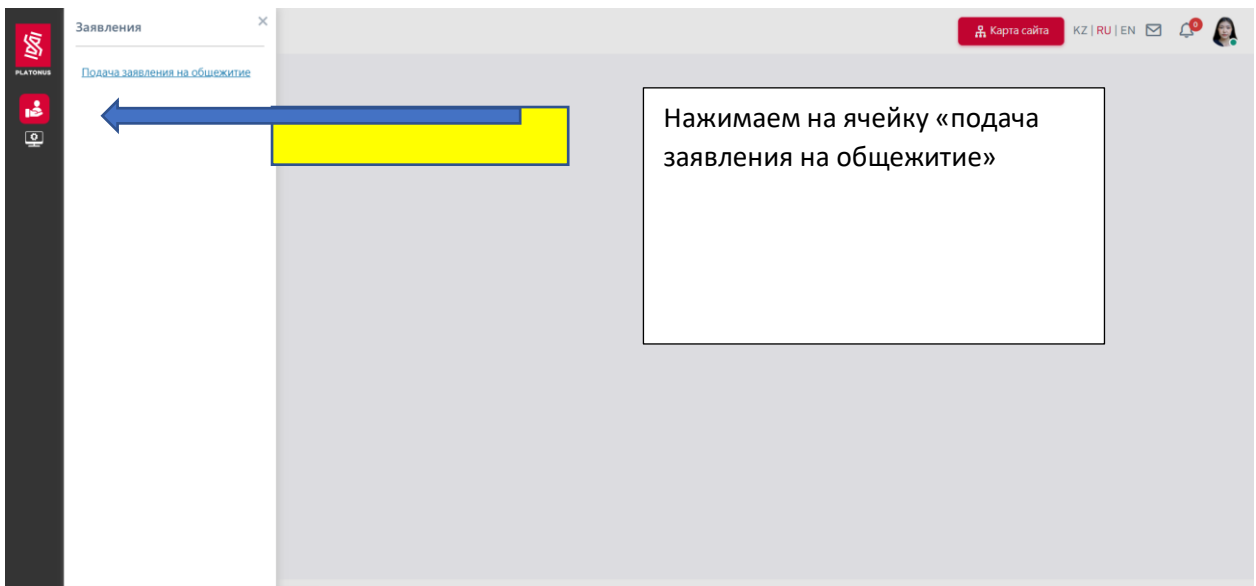 Заявления
×
Карта сайта
KZ | RU | EN
0
PLATONUS
Подача заявления на общежитие
Нажимаем на ячейку «подача
заявления на общежитие»